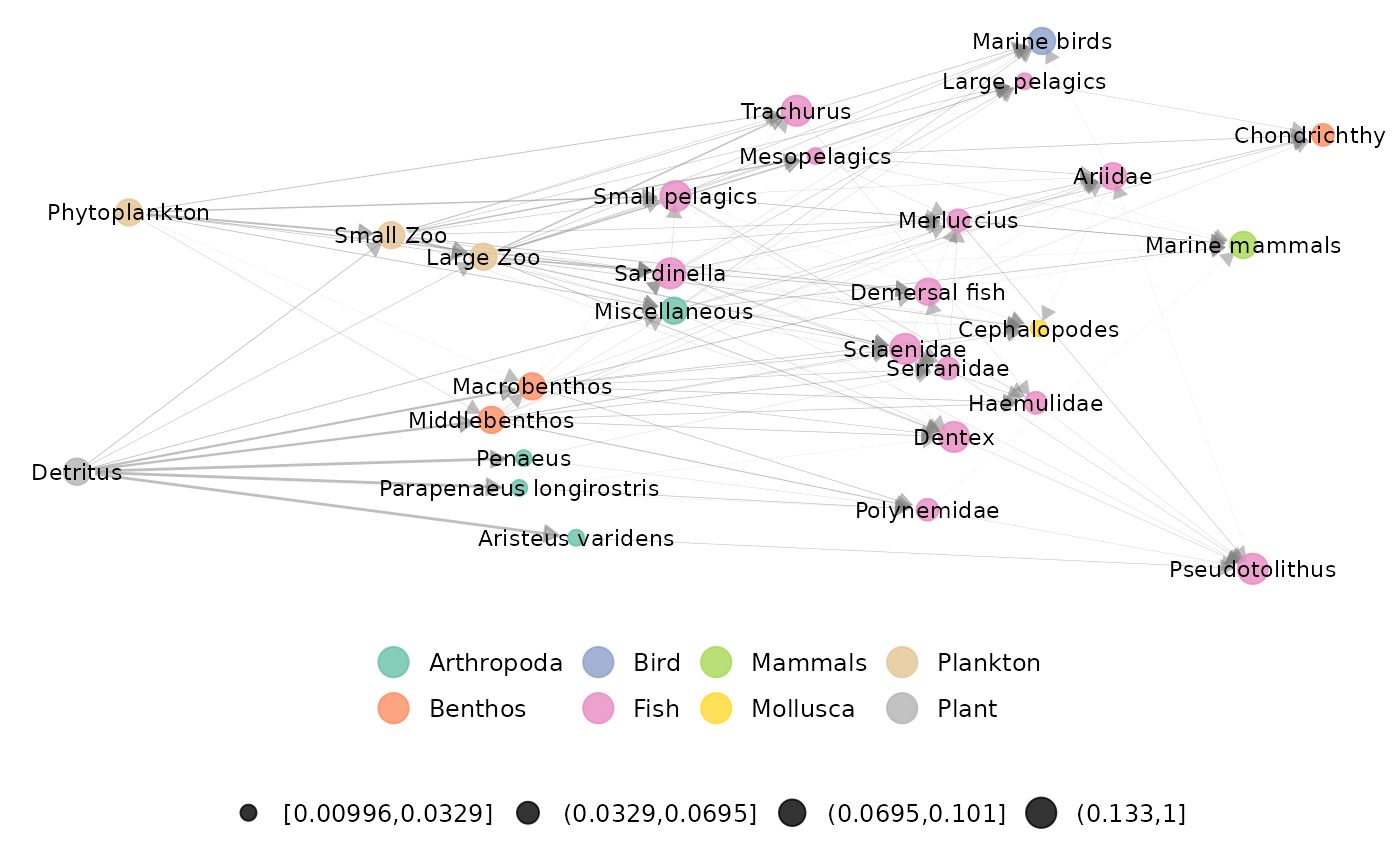 Marine birds
Large pelagics
Trachurus
Chondrichthy
Mesopelagics
Ariidae
Small pelagics
Phytoplankton
Merluccius
Small Zoo
Marine mammals
Large Zoo
Sardinella
Demersal fish
Miscellaneous
Cephalopodes
Sciaenidae
Serranidae
Macrobenthos
Haemulidae
Middlebenthos
Dentex
Penaeus
Detritus
Parapenaeus longirostris
Polynemidae
Aristeus varidens
Pseudotolithus
Arthropoda Bird Mammals Plankton
Benthos Fish Mollusca Plant
[0.00996,0.0329] (0.0329,0.0695] (0.0695,0.101] (0.133,1]